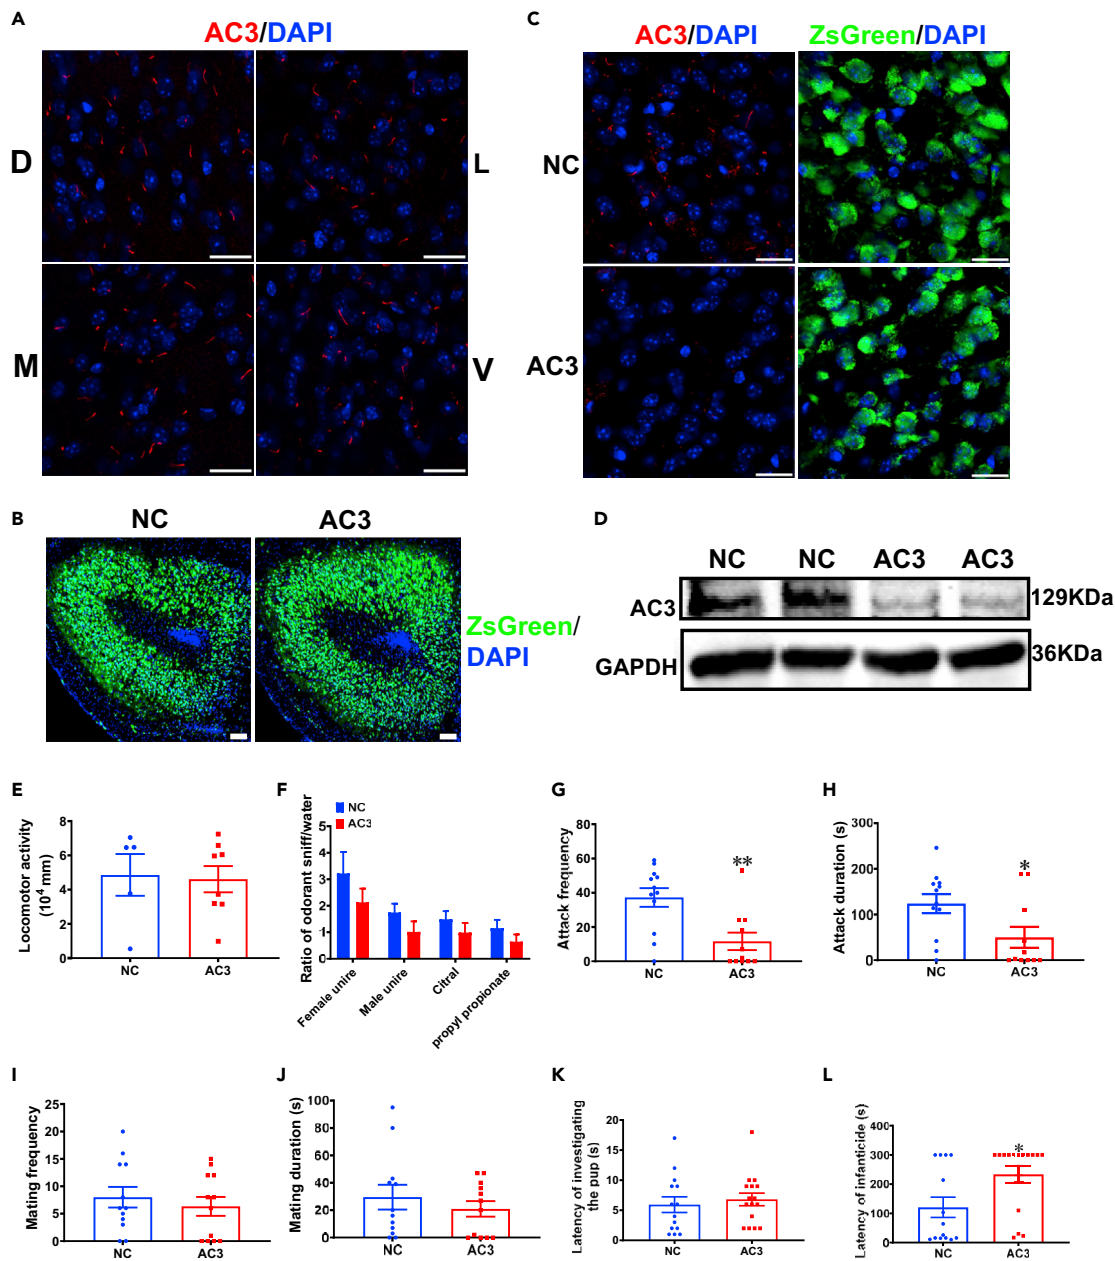 A
AC3/DAPI
D
L
M
V
C
AC3/DAPI
ZsGreen/DAPI
NC
AC3
B
NC
AC3
ZsGreen/
DAPI
D
NC
NC
AC3
AC3
AC3
129KDa
GAPDH
36KDa
E
Locomotor activity
(10⁴ mm)
8
6
4
2
0
NC
AC3
F
NC
AC3
Ratio of odorant sniff/water
5
4
3
2
1
0
Female unire
Male unire
Citral
propyl propionate
G
Attack frequency
80
60
40
20
0
**
NC
AC3
H
Attack duration (s)
300
200
100
0
*
NC
AC3
I
Mating frequency
25
20
15
10
5
0
NC
AC3
J
Mating duration (s)
100
80
60
40
20
0
NC
AC3
K
Latency of investigating
the pup (s)
20
15
10
5
0
NC
AC3
L
Latency of infanticide (s)
400
300
200
100
0
*
NC
AC3